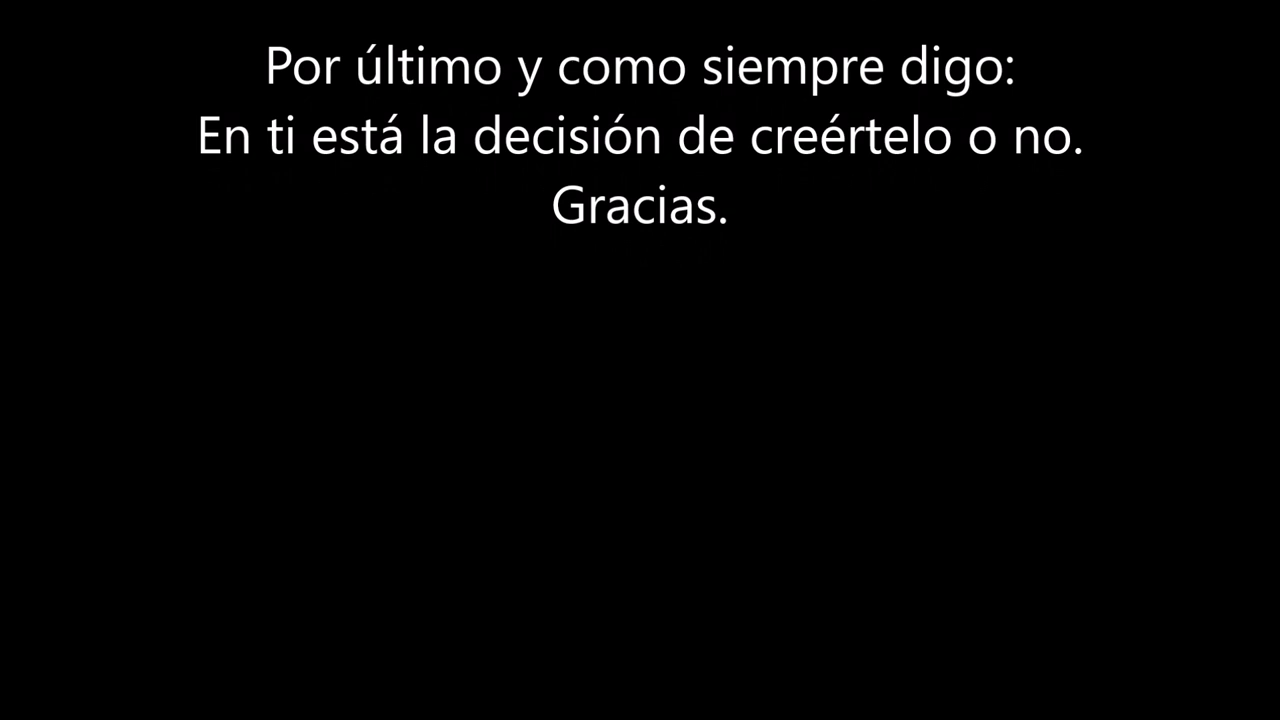 Por último y como siempre digo:
En ti está la decisión de creértelo o no.
Gracias.